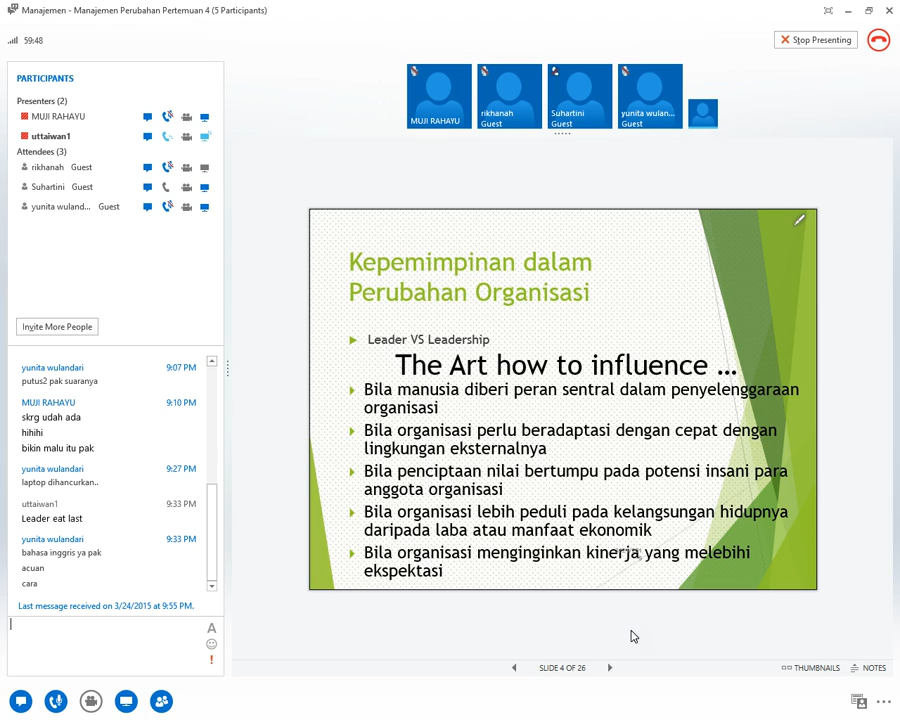 Manajemen - Manajemen Perubahan Pertemuan 4 (5 Participants)
59:48
Stop Presenting
PARTICIPANTS
Presenters (2)
MUJI RAHAYU
uttaiwan1
Attendees (3)
rikhanah Guest
Suhartini Guest
yunita wuland... Guest
Invite More People
yunita wulandari 9:07 PM
putus2 pak suaranya
MUJI RAHAYU 9:10 PM
skrg udah ada
hihihi
bikin malu itu pak
yunita wulandari 9:27 PM
laptop dihancurkan..
uttaiwan1 9:33 PM
Leader eat last
yunita wulandari 9:33 PM
bahasa inggris ya pak
acuan
cara
Last message received on 3/24/2015 at 9:55 PM.
A
!
MUJI RAHAYU
rikhanah
Guest
Suhartini
Guest
yunita wulan...
Guest
Kepemimpinan dalam
Perubahan Organisasi
Leader VS Leadership
The Art how to influence ...
Bila manusia diberi peran sentral dalam penyelenggaraan
organisasi
Bila organisasi perlu beradaptasi dengan cepat dengan
lingkungan eksternalnya
Bila penciptaan nilai bertumpu pada potensi insani para
anggota organisasi
Bila organisasi lebih peduli pada kelangsungan hidupnya
daripada laba atau manfaat ekonomik
Bila organisasi menginginkan kinerja yang melebihi
ekspektasi
SLIDE 4 OF 26
THUMBNAILS
NOTES